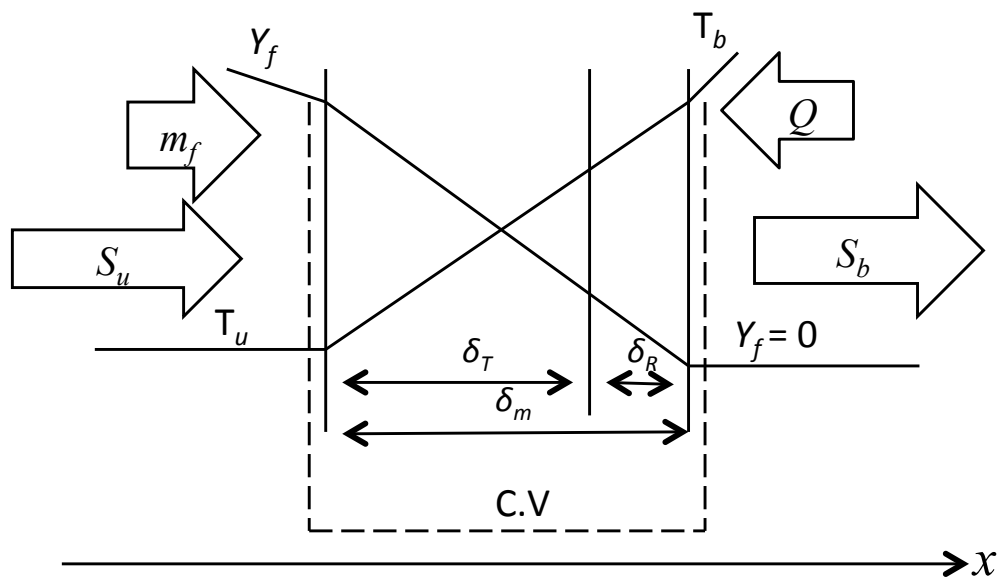 Y_f
T_b
m_f
Q
S_u
S_b
T_u
Y_f = 0
δ_T
δ_R
δ_m
C.V
x